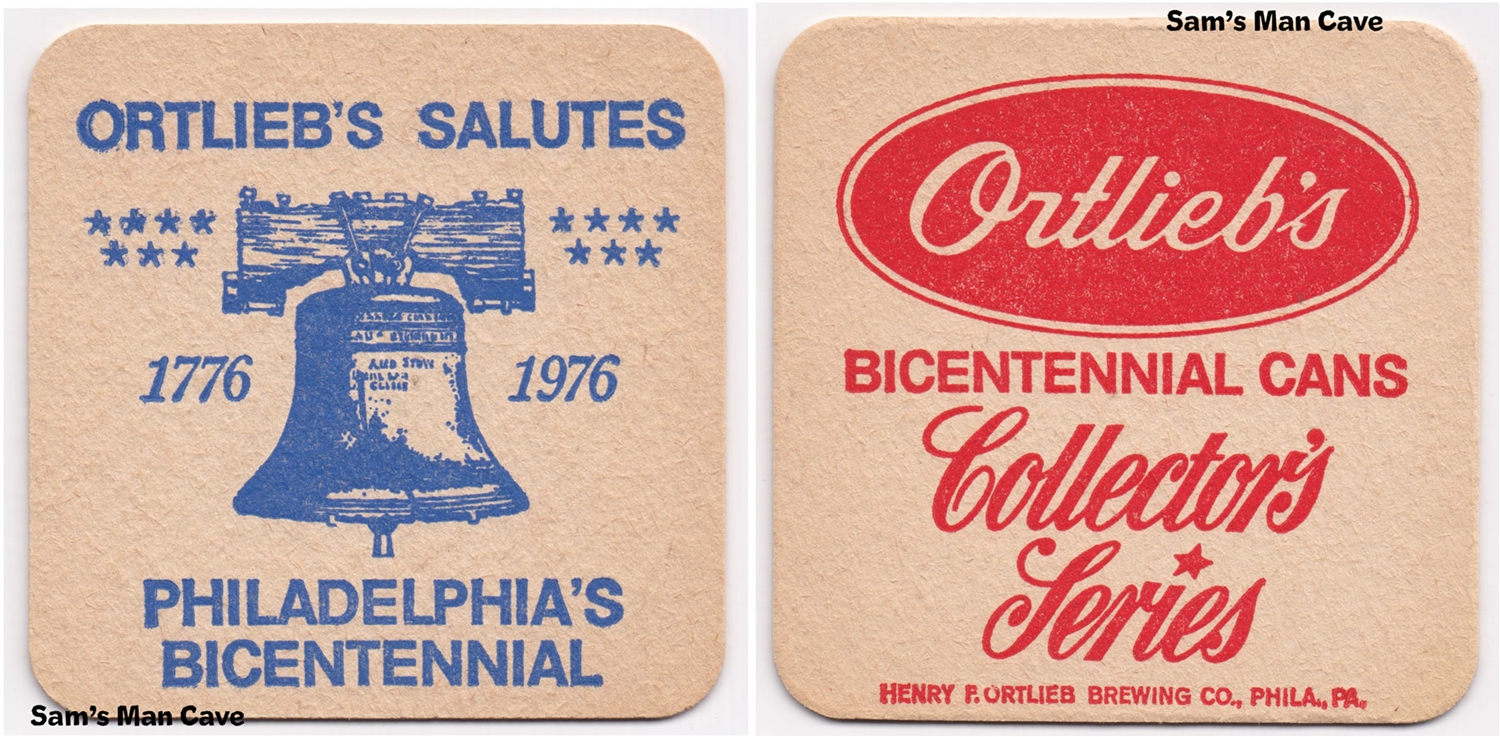 ORTLIEB'S SALUTES
1776 1976
PHILADELPHIA'S
BICENTENNIAL
Sam's Man Cave
Sam's Man Cave
Ortlieb's
BICENTENNIAL CANS
Collector's
Series
HENRY F. ORTLIEB BREWING CO., PHILA., PA.